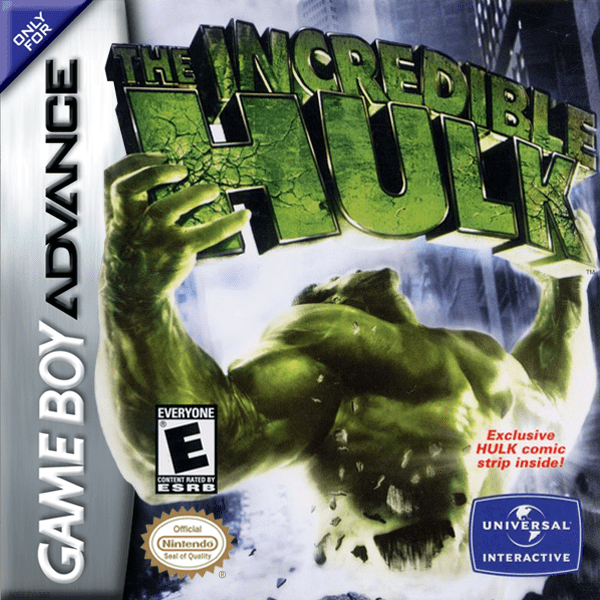 ONLY
FOR
GAME BOY ADVANCE
THE INCREDIBLE
HULK
TM
EVERYONE
®
E
CONTENT RATED BY
ESRB
Exclusive
HULK comic
strip inside!
Official
Nintendo
Seal of Quality
®
UNIVERSAL
INTERACTIVE